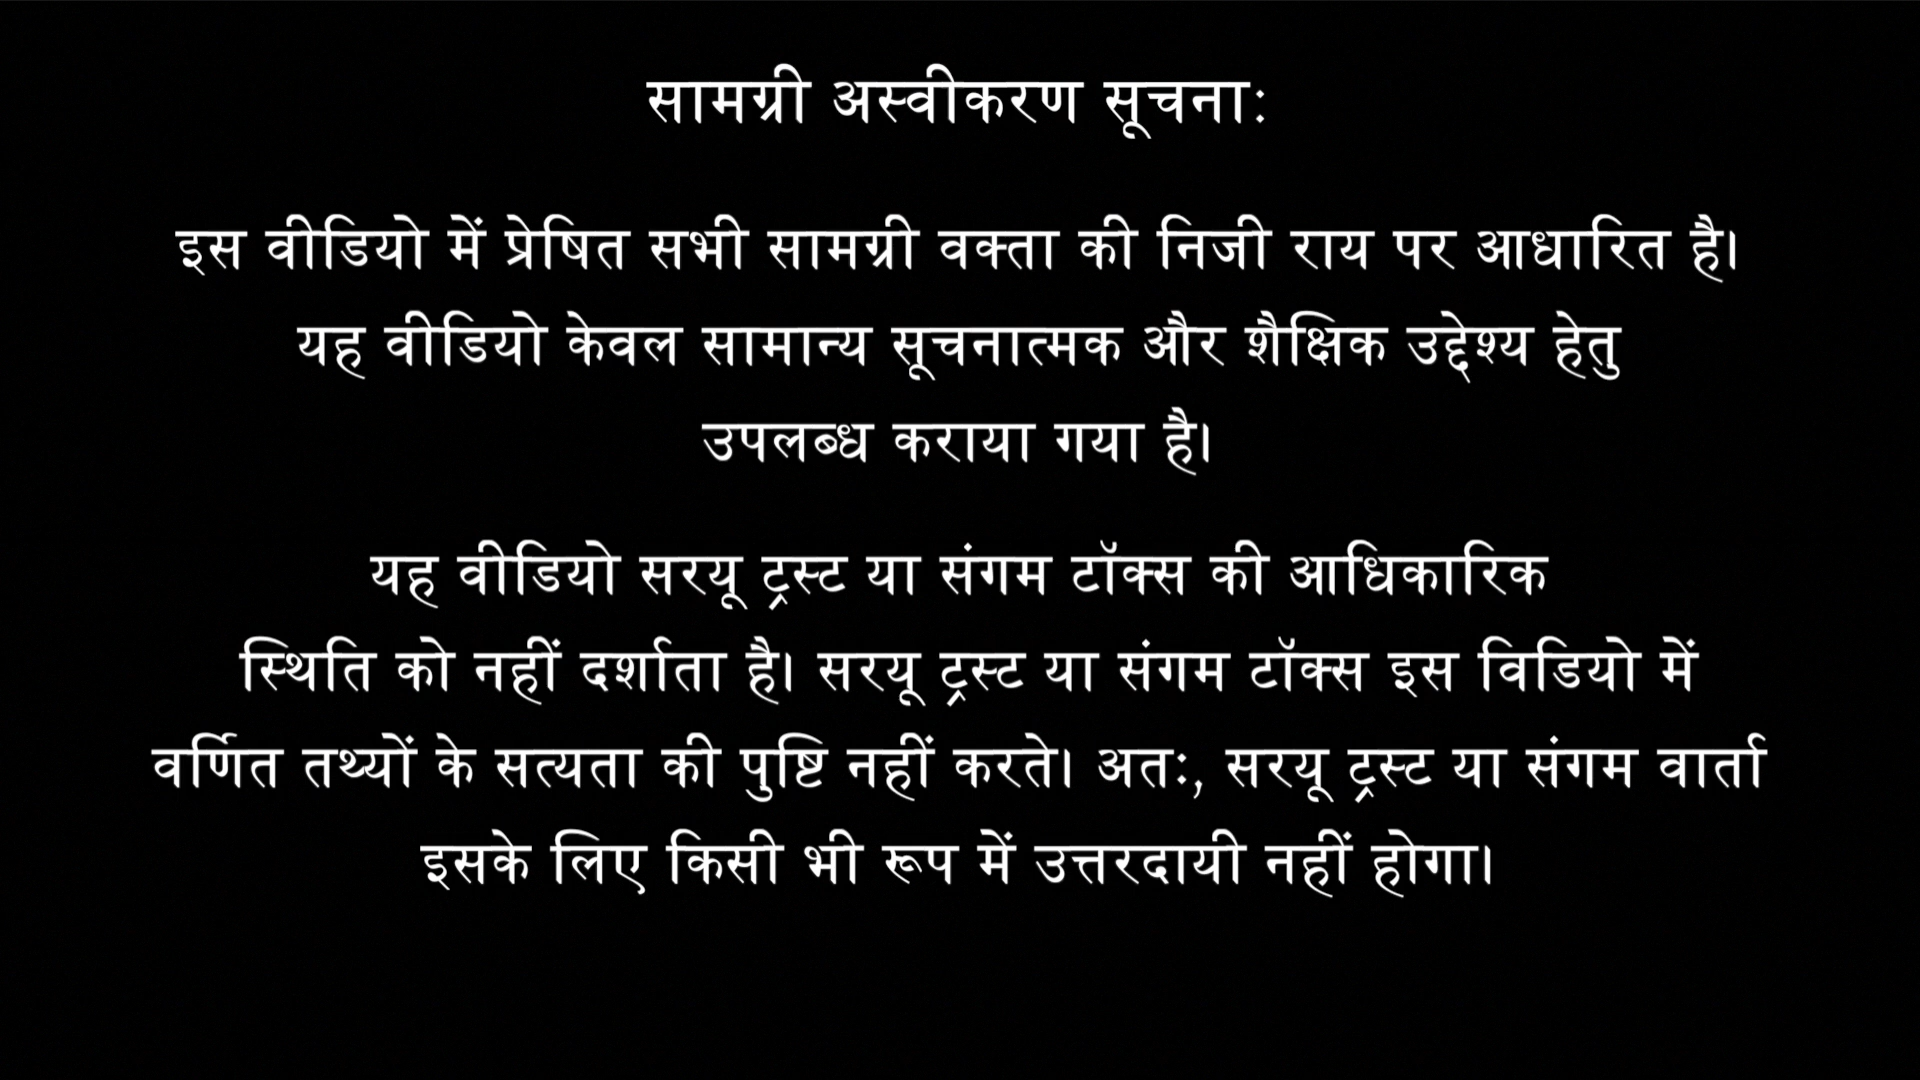 सामग्री अस्वीकरण सूचनाः
इस वीडियो में प्रेषित सभी सामग्री वक्ता की निजी राय पर आधारित है।
यह वीडियो केवल सामान्य सूचनात्मक और शैक्षिक उद्देश्य हेतु
उपलब्ध कराया गया है।
यह वीडियो सरयू ट्रस्ट या संगम टॉक्स की आधिकारिक
स्थिति को नहीं दर्शाता है। सरयू ट्रस्ट या संगम टॉक्स इस विडियो में
वर्णित तथ्यों के सत्यता की पुष्टि नहीं करते। अतः, सरयू ट्रस्ट या संगम वार्ता
इसके लिए किसी भी रूप में उत्तरदायी नहीं होगा।